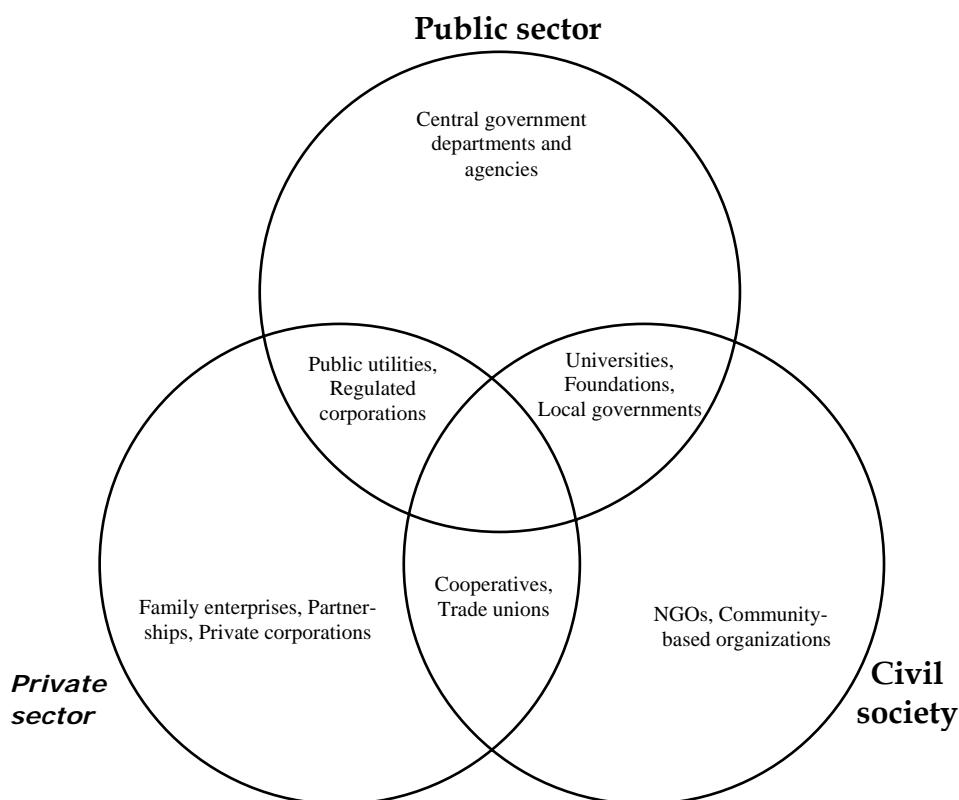 Public sector
Central government
departments and
agencies
Public utilities,
Regulated
corporations
Universities,
Foundations,
Local governments
Cooperatives,
Trade unions
Family enterprises, Partner-
ships, Private corporations
NGOs, Community-
based organizations
Private
sector
Civil
society